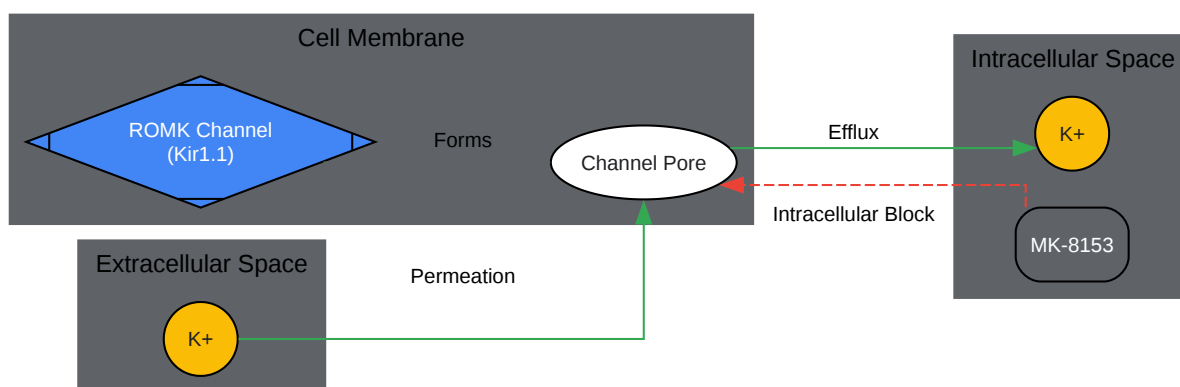 Cell Membrane
ROMK Channel
(Kir1.1)
Forms
Channel Pore
Efflux
Intracellular Space
K+
Intracellular Block
MK-8153
Extracellular Space
Permeation
K+